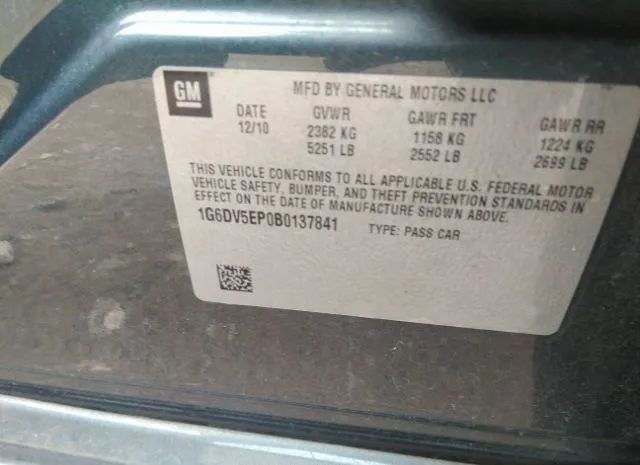 GM
MFD BY GENERAL MOTORS LLC
DATE GVWR GAWR FRT GAWR RR
12/10 2382 KG 1158 KG 1224 KG
5251 LB 2552 LB 2699 LB
THIS VEHICLE CONFORMS TO ALL APPLICABLE U.S. FEDERAL MOTOR
VEHICLE SAFETY, BUMPER, AND THEFT PREVENTION STANDARDS IN
EFFECT ON THE DATE OF MANUFACTURE SHOWN ABOVE.
1G6DV5EP0B0137841 TYPE: PASS CAR